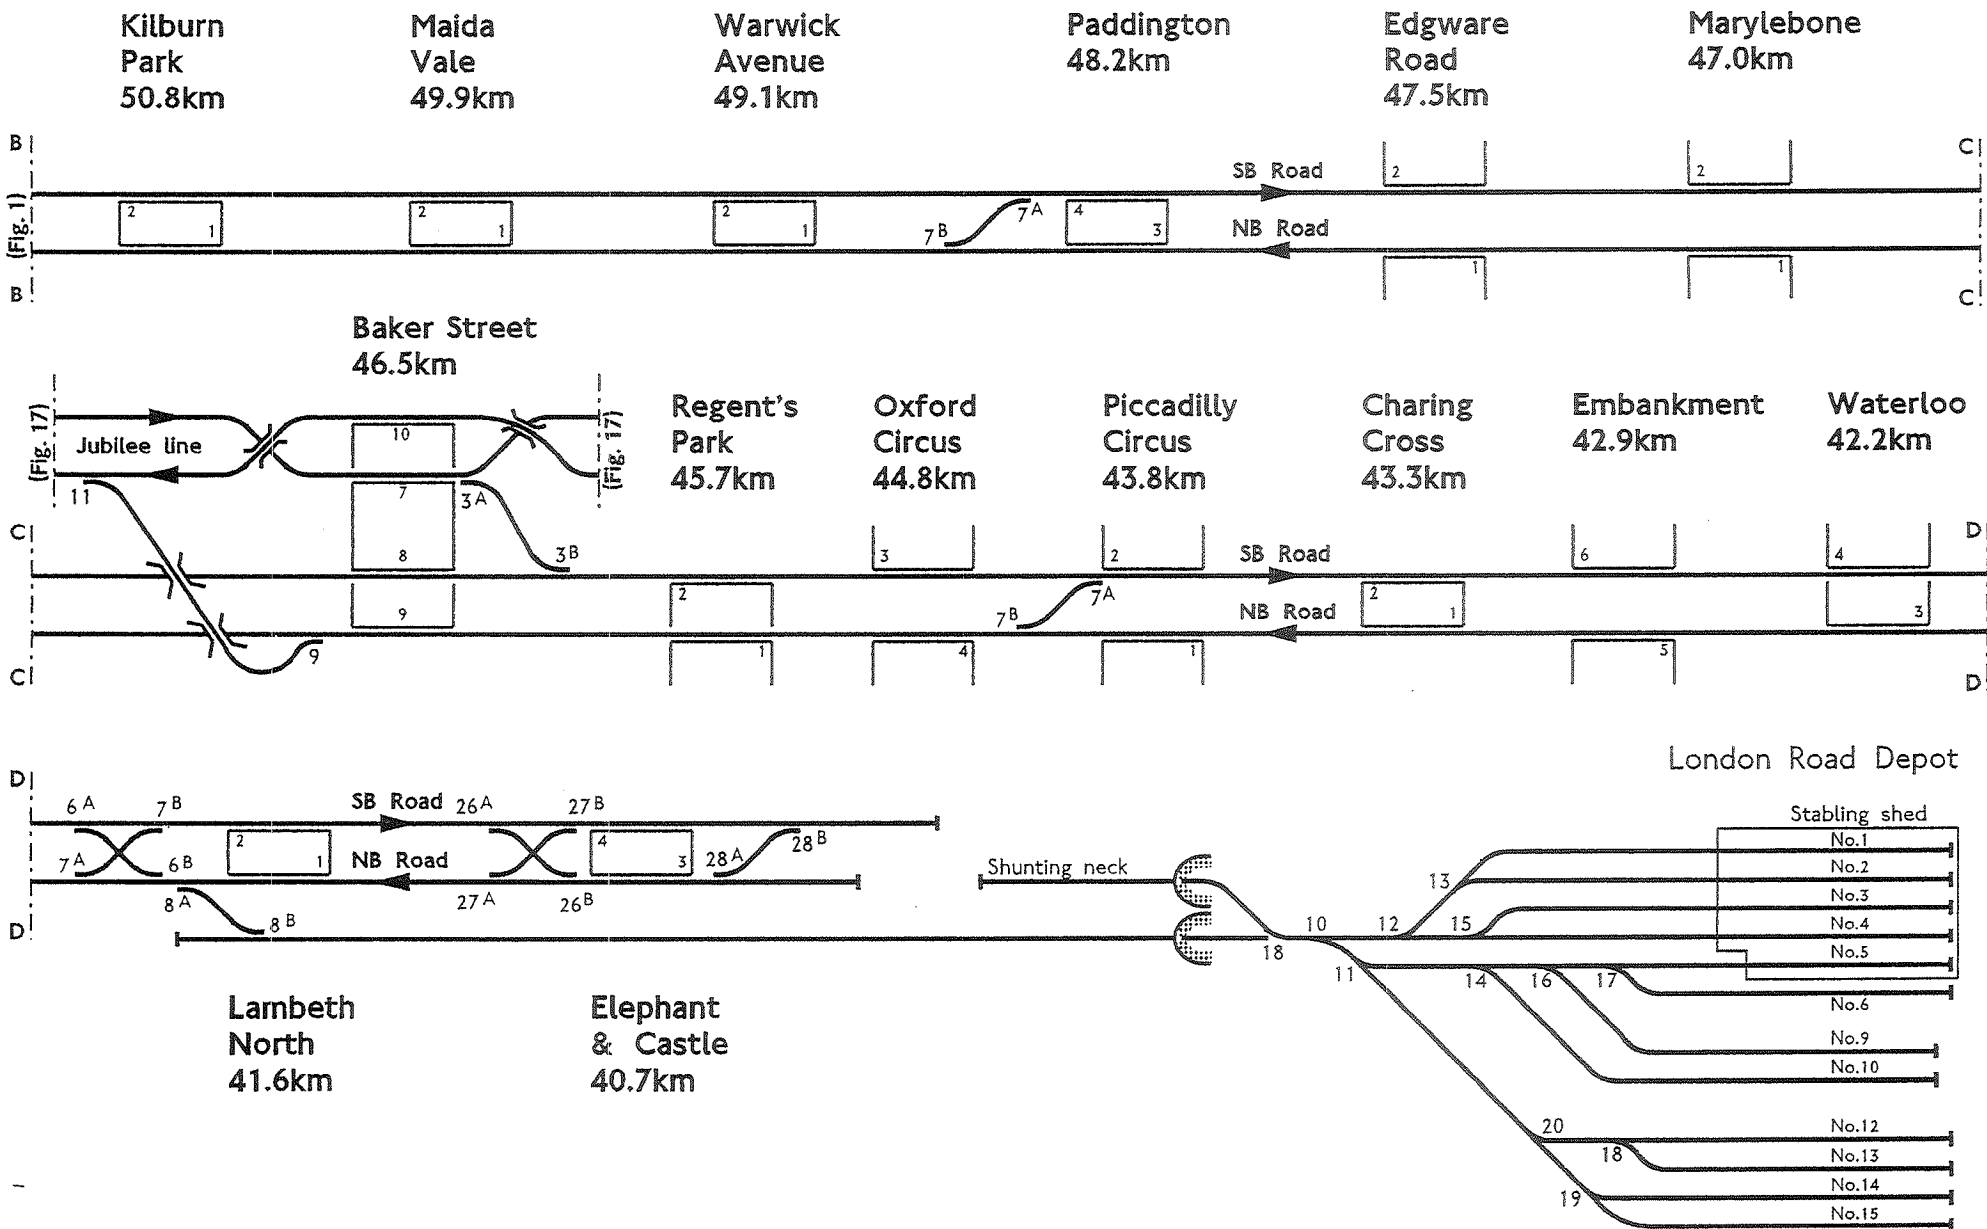 Kilburn
Park
50.8km
Maida
Vale
49.9km
Warwick
Avenue
49.1km
Paddington
48.2km
Edgware
Road
47.5km
Marylebone
47.0km
B
C
SB Road
2
2
(Fig. 1)
2
1
2
1
2
1
7B
7A
4
3
NB Road
1
1
B
C
Baker Street
46.5km
(Fig. 17)
Jubilee line
10
(Fig. 17)
Regent's
Park
45.7km
Oxford
Circus
44.8km
Piccadilly
Circus
43.8km
Charing
Cross
43.3km
Embankment
42.9km
Waterloo
42.2km
11
7
3A
C
D
8
3B
3
2
SB Road
6
4
9
2
7B
7A
NB Road
2
1
3
9
1
4
1
5
C
D
London Road Depot
D
6A
7B
SB Road
26A
27B
Stabling shed
No.1
2
1
4
3
28B
7A
6B
NB Road
28A
Shunting neck
No.2
13
8A
27A
26B
No.3
D
8B
10
12
15
No.4
18
No.5
11
14
16
17
No.6
Lambeth
North
41.6km
Elephant
& Castle
40.7km
No.9
No.10
20
No.12
18
No.13
19
No.14
No.15